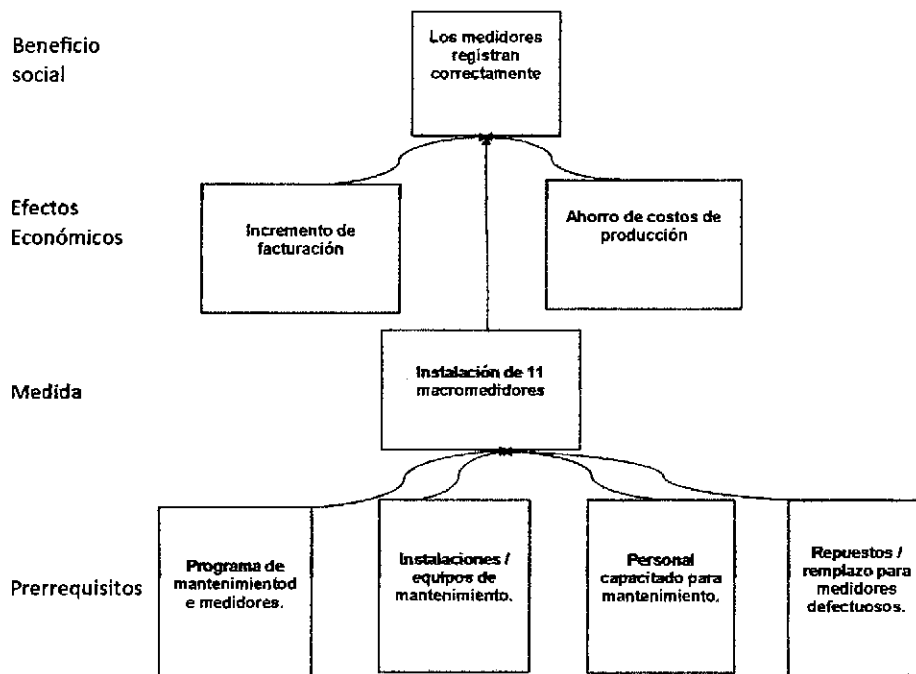 Beneficio
social
Los medidores
registran
correctamente
Efectos
Económicos
Incremento de
facturación
Ahorro de costos de
producción
Medida
Instalación de 11
macromedidores
Prerrequisitos
Programa de
mantenimientod
e medidores.
Instalaciones /
equipos de
mantenimiento.
Personal
capacitado para
mantenimiento.
Repuestos /
remplazo para
medidores
defectuosos.